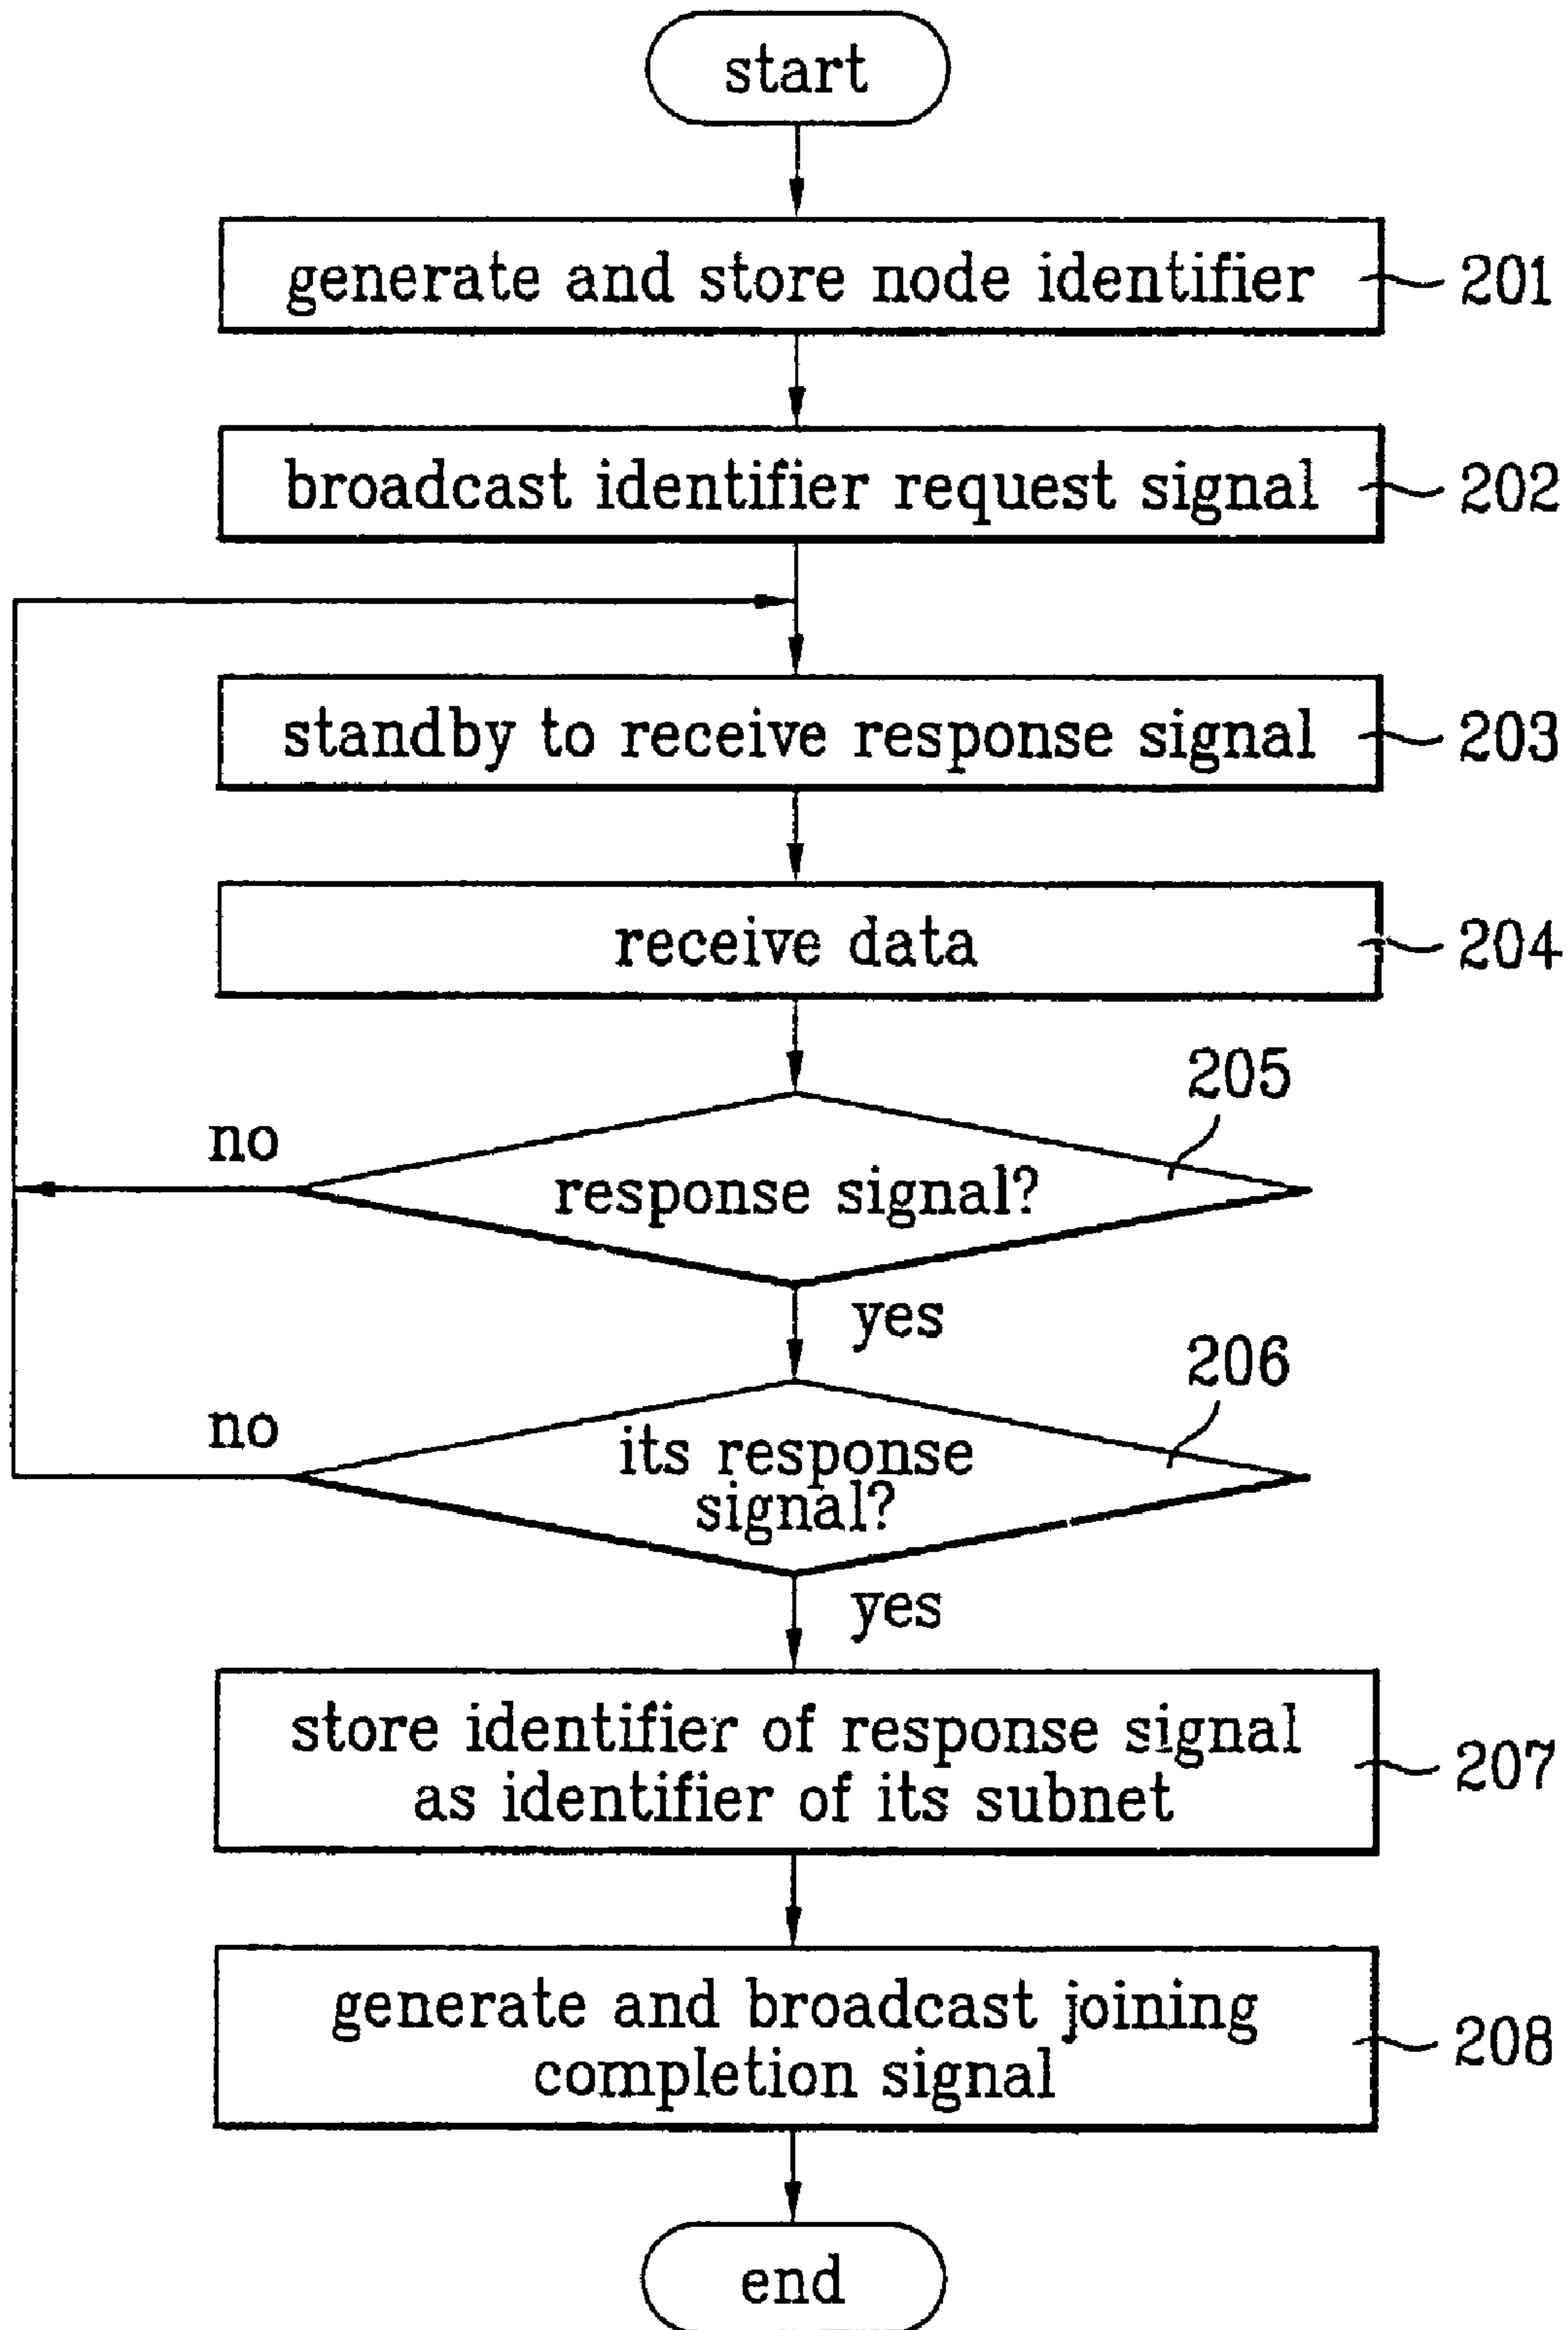 start
generate and store node identifier
201
broadcast identifier request signal
202
standby to receive response signal
203
receive data
204
205
no
response signal?
yes
206
no
its response
signal?
yes
store identifier of response signal
as identifier of its subnet
207
generate and broadcast joining
completion signal
208
end